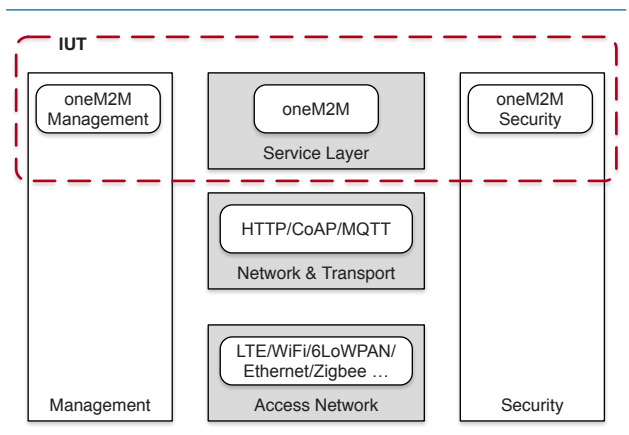 IUT
oneM2M
Management
oneM2M
Service Layer
oneM2M
Security
HTTP/CoAP/MQTT
Network & Transport
LTE/WiFi/6LoWPAN/
Ethernet/Zigbee …
Management
Access Network
Security